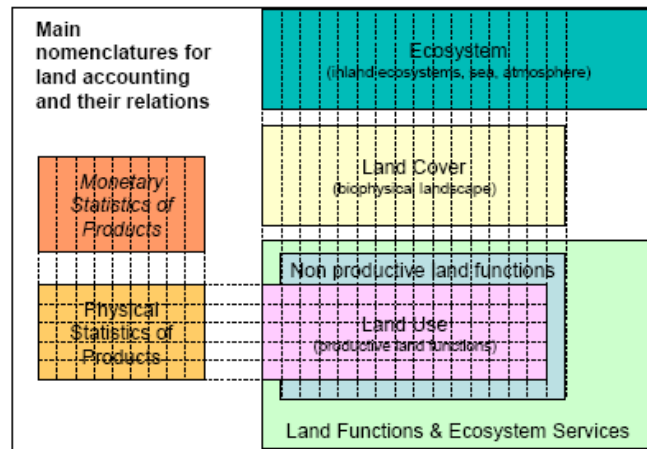 Main
nomenclatures for
land accounting
and their relations
Ecosystem
(inland ecosystems, sea, atmosphere)
Land Cover
(biophysical landscape)
Monetary
Statistics of
Products
Non productive land functions
Physical
Statistics of
Products
Land Use
(productive land functions)
Land Functions & Ecosystem Services